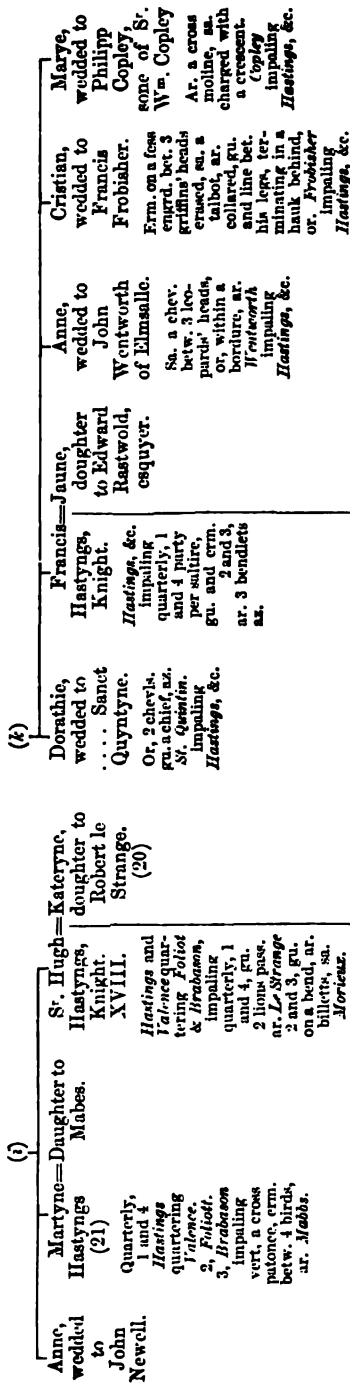 (i)
Anne,
wedded
to
John
Newell.
Martyne=Daughter to
Hastyngs
(21)
Mabes.
Quarterly,
1 and 4
Hastings
quartering
Valence.
2, Foliott.
3, Brabason
impaling
vert, a cross
patonce, erm.
betw. 4 birds,
ar. Mabbs.
Sr. Hugh=Kateryne,
Hastyngs,
Knight.
XVIII.
doughter to
Robert le
Strange.
(20)
Hastings and
Valence quar-
tering Foliot
& Brabason,
impaling
quarterly, 1
and 4, gu.
2 lions pass.
ar. Le Strange
2 and 3, gu.
on a bend, ar.
billetts, sa.
Morieux.
(k)
Dorathie,
wedded to
.... Sanct
Quyntyne.
Or, 2 chevls.
gu. a chief, az.
St. Quintin.
impaling
Hastings, &c.
Francis=Jaune,
Hastyngs,
Knight.
doughter
to Edward
Rastwold,
esquyer.
Hastings, &c.
impaling
quarterly, 1
and 4 party
per saltire,
gu. and erm.
2 and 3,
ar. 3 bendlets
az.
Anne,
wedded to
John
Wentworth
of Elmsalle.
Sa. a chev.
betw. 3 leo-
pards' heads,
or, within a
bordure, ar.
Wentworth
impaling
Hastings, &c.
Cristian,
wedded to
Francis
Frobisher.
Erm. on a fess
engrd. bet. 3
griffins' heads
erased, sa. a
talbot, ar.
collared, gu.
and line bet.
his legs, ter-
minating in a
hauk behind,
or. Frobisher
impaling
Hastings, &c.
Marye,
wedded to
Philipp
Copley,
sone of Sr.
Wm. Copley
Ar. a cross
moline, sa.
charged with
a crescent.
Copley
impaling
Hastings, &c.